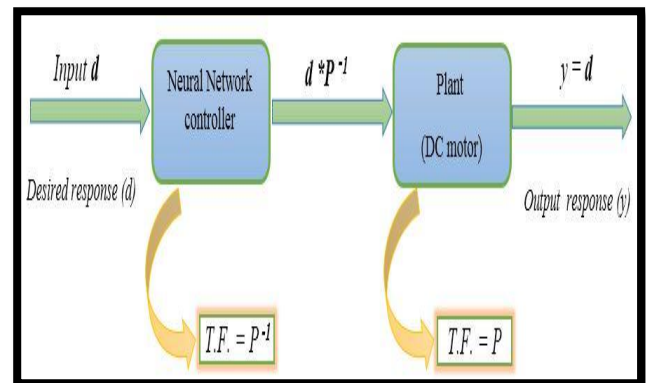 Input d
Neural Network
controller
d *P⁻¹
Plant
(DC motor)
y = d
Desired response (d)
Output response (y)
T.F. = P⁻¹
T.F. = P